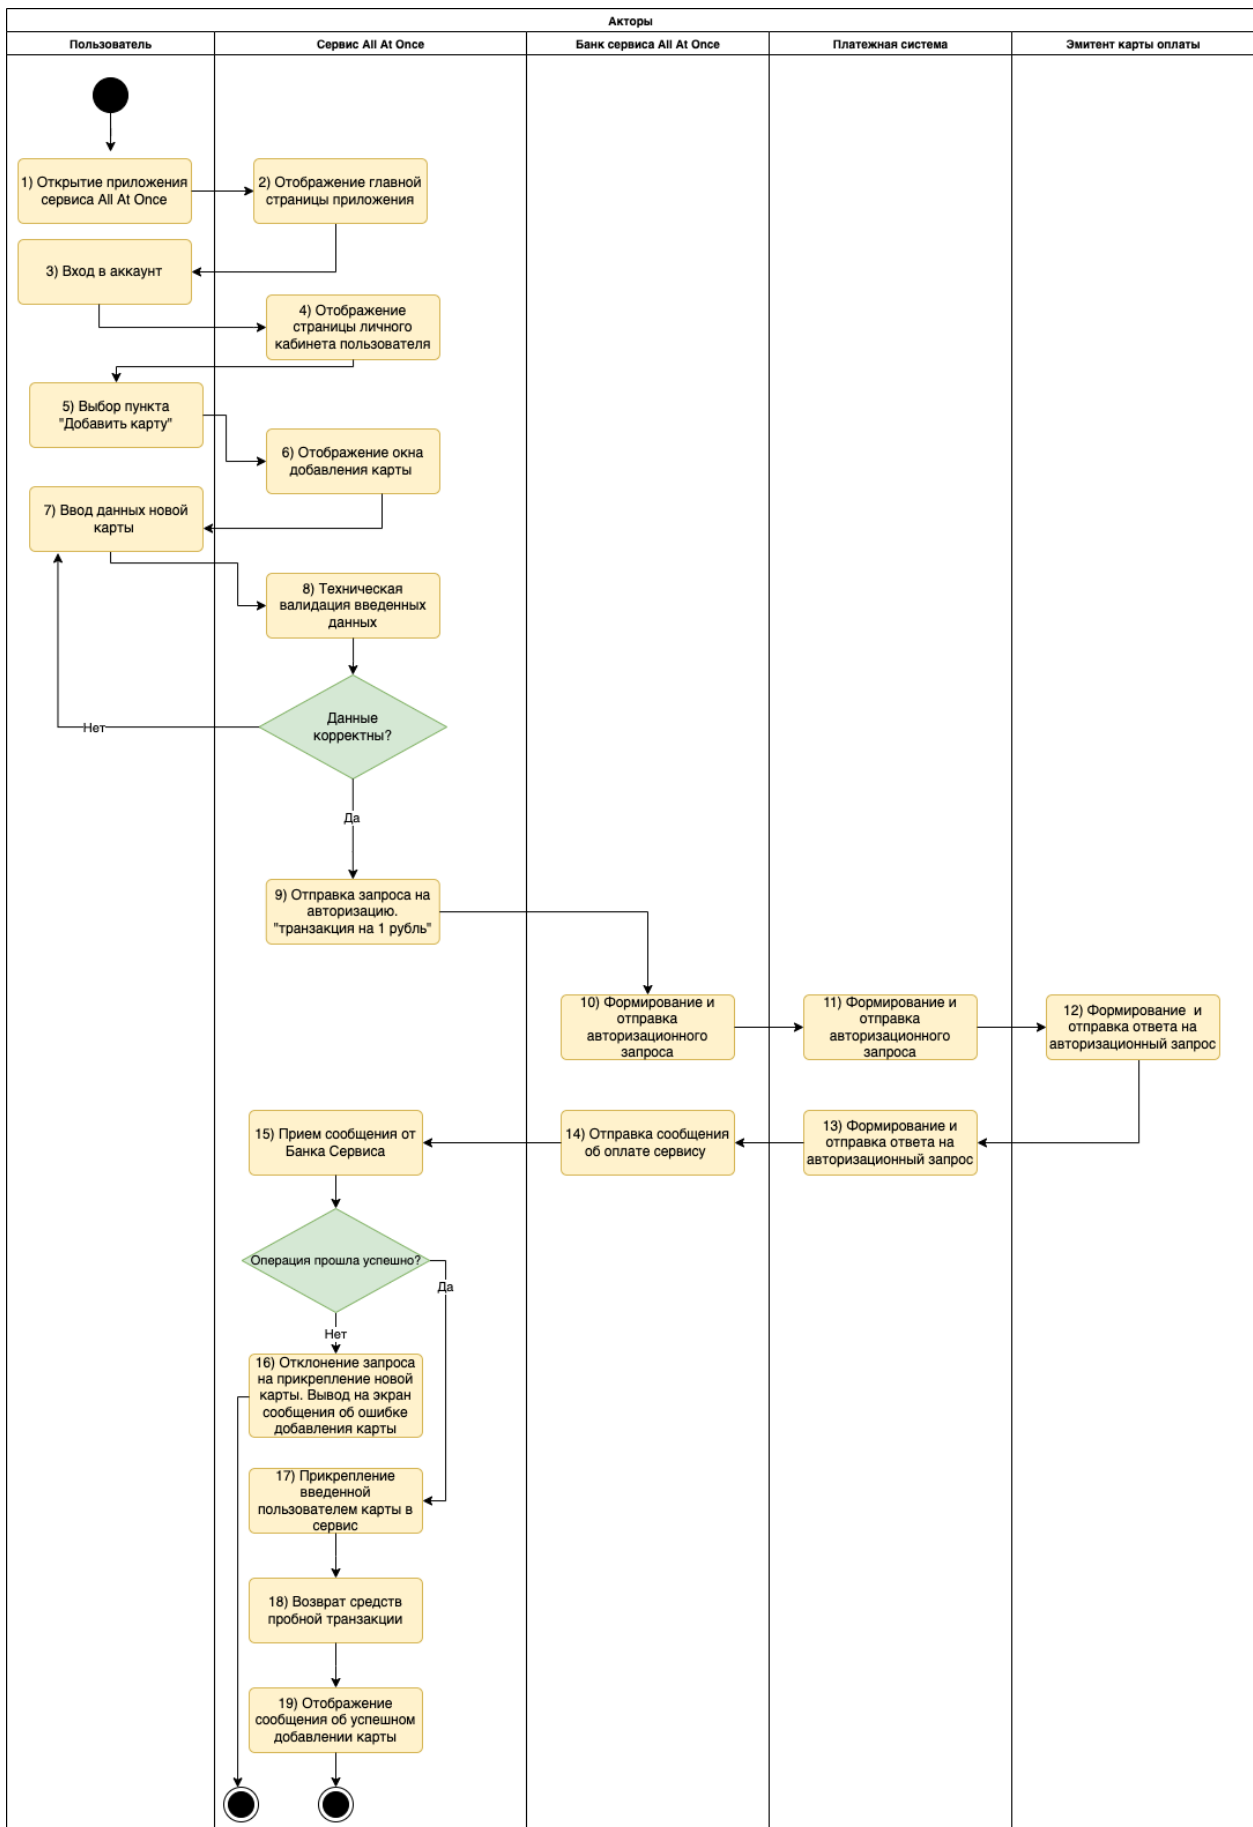 Акторы
Пользователь
Сервис All At Once
Банк сервиса All At Once
Платежная система
Эмитент карты оплаты
1) Открытие приложения
сервиса All At Once
2) Отображение главной
страницы приложения
3) Вход в аккаунт
4) Отображение
страницы личного
кабинета пользователя
5) Выбор пункта
"Добавить карту"
6) Отображение окна
добавления карты
7) Ввод данных новой
карты
8) Техническая
валидация введенных
данных
Данные
корректны?
Нет
Да
9) Отправка запроса на
авторизацию.
"транзакция на 1 рубль"
10) Формирование и
отправка
авторизационного
запроса
11) Формирование и
отправка
авторизационного
запроса
12) Формирование и
отправка ответа на
авторизационный запрос
13) Формирование и
отправка ответа на
авторизационный запрос
14) Отправка сообщения
об оплате сервису
15) Прием сообщения от
Банка Сервиса
Операция прошла успешно?
Да
Нет
16) Отклонение запроса
на прикрепление новой
карты. Вывод на экран
сообщения об ошибке
добавления карты
17) Прикрепление
введенной
пользователем карты в
сервис
18) Возврат средств
пробной транзакции
19) Отображение
сообщения об успешном
добавлении карты